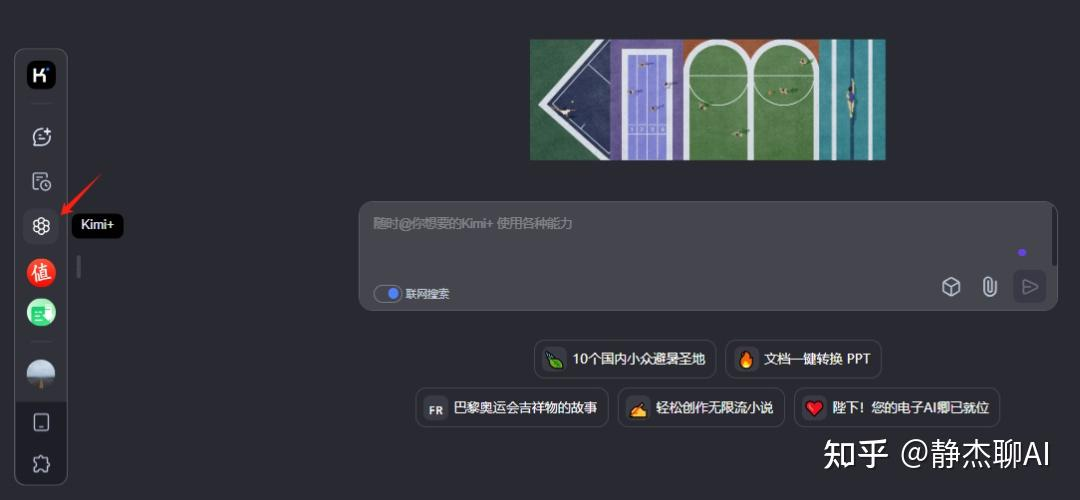 K
Kimi+
值
随时@你想要的Kimi+ 使用各种能力
联网搜索
10个国内小众避暑圣地
文档一键转换 PPT
FR 巴黎奥运会吉祥物的故事
轻松创作无限流小说
陛下！您的电子AI卿已就位
知乎 @静杰聊AI